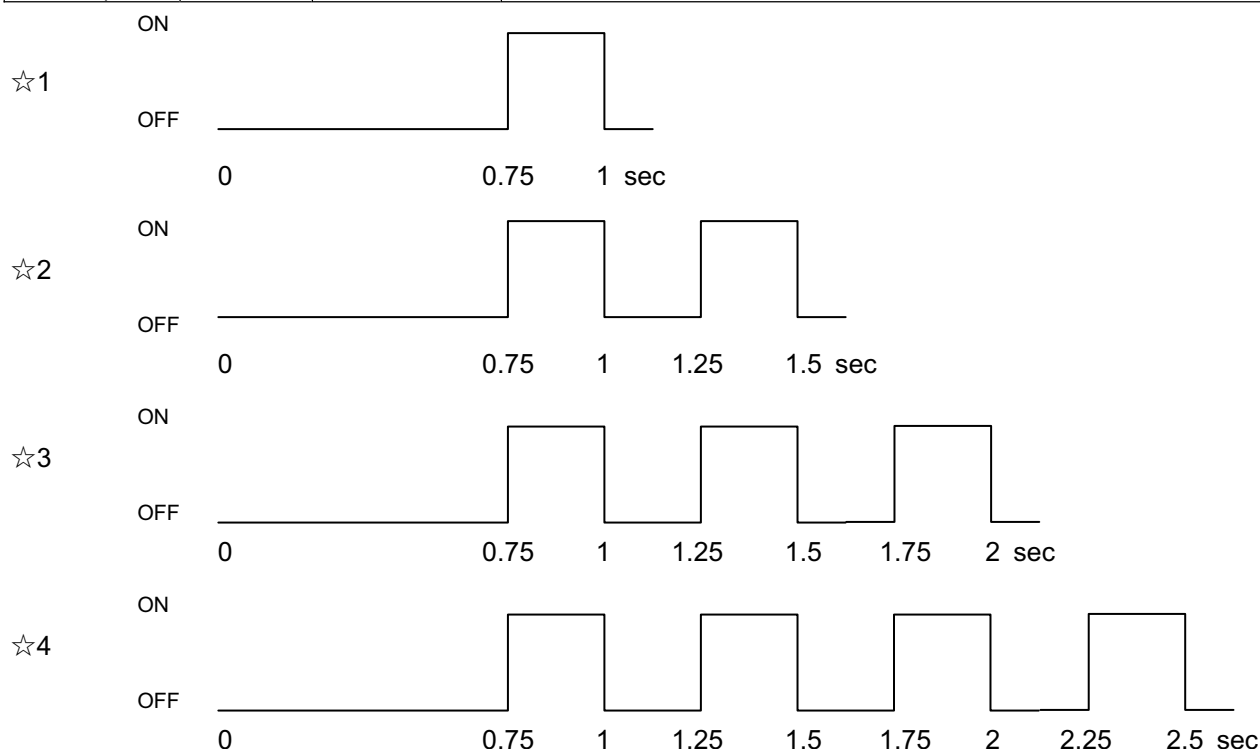 ON
☆1
OFF
0 0.75 1 sec
ON
☆2
OFF
0 0.75 1 1.25 1.5 sec
ON
☆3
OFF
0 0.75 1 1.25 1.5 1.75 2 sec
ON
☆4
OFF
0 0.75 1 1.25 1.5 1.75 2 2.25 2.5 sec